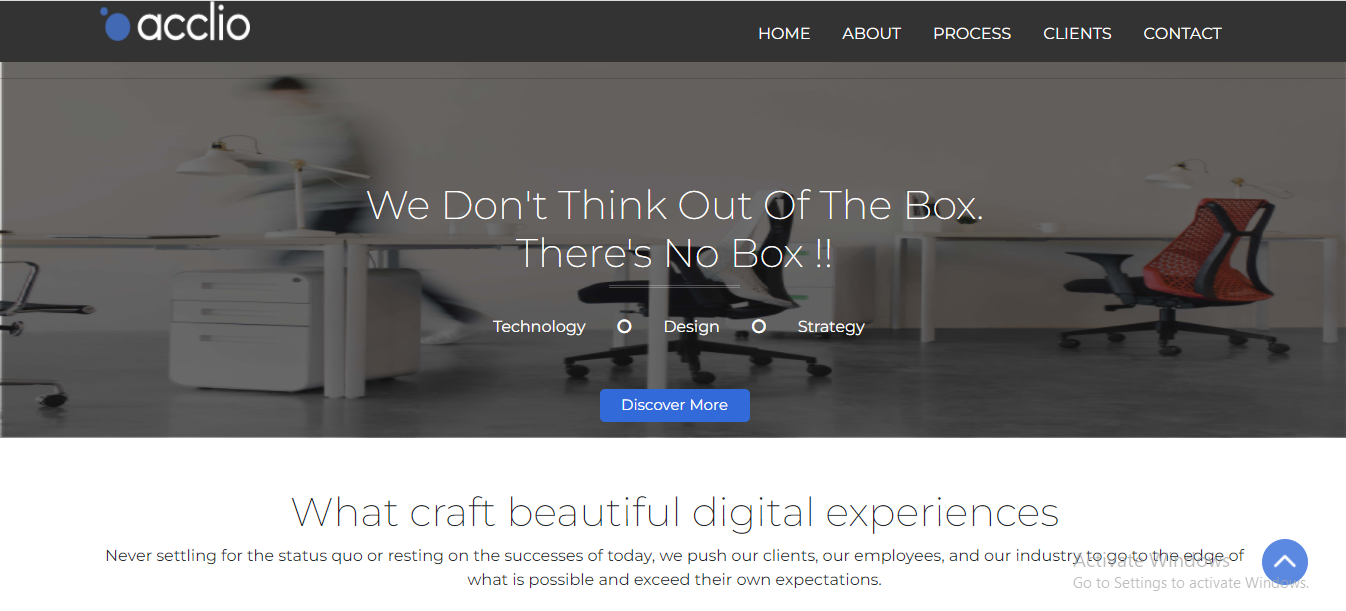 acclio
HOME ABOUT PROCESS CLIENTS CONTACT
We Don't Think Out Of The Box.
There's No Box !!
Technology Design Strategy
Discover More
What craft beautiful digital experiences
Never settling for the status quo or resting on the successes of today, we push our clients, our employees, and our industry to go to the edge of
what is possible and exceed their own expectations.
Activate Windows
Go to Settings to activate Windows.